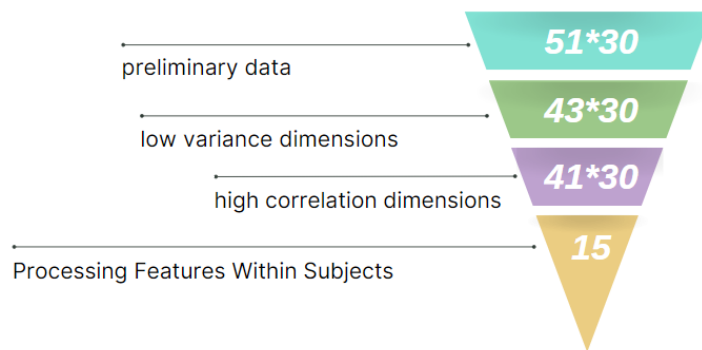 51*30
preliminary data
43*30
low variance dimensions
41*30
high correlation dimensions
15
Processing Features Within Subjects